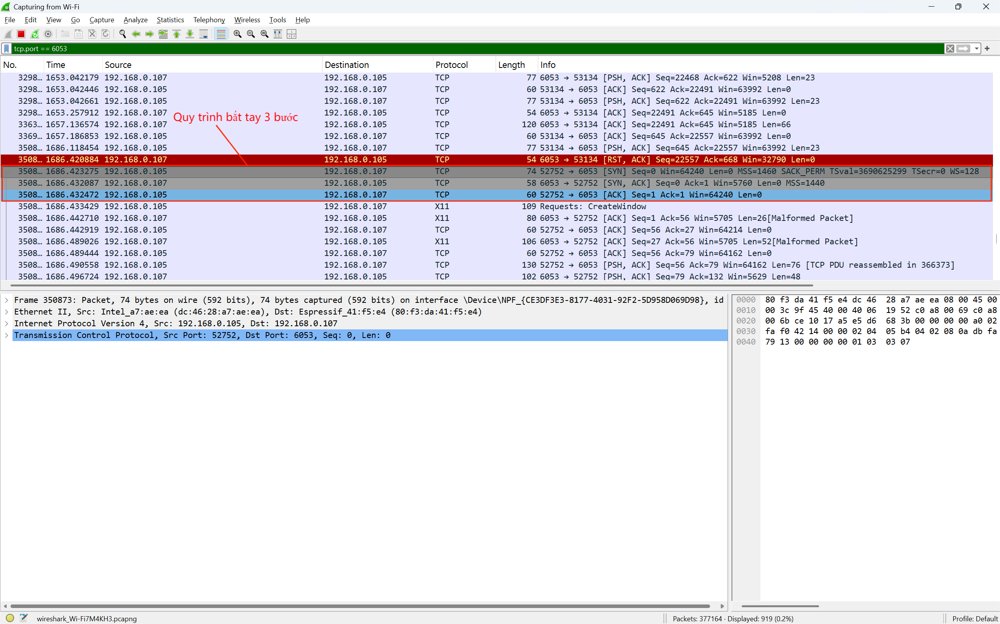 Capturing from Wi-Fi
File Edit View Go Capture Analyze Statistics Telephony Wireless Tools Help
tcp.port == 6053
No. Time Source Destination Protocol Length Info
3298… 1653.042179 192.168.0.107 192.168.0.105 TCP 77 6053 → 53134 [PSH, ACK] Seq=22468 Ack=622 Win=5208 Len=23
3298… 1653.042446 192.168.0.105 192.168.0.107 TCP 60 53134 → 6053 [ACK] Seq=622 Ack=22491 Win=63992 Len=0
3298… 1653.042661 192.168.0.105 192.168.0.107 TCP 77 53134 → 6053 [PSH, ACK] Seq=622 Ack=22491 Win=63992 Len=23
3298… 1653.257912 192.168.0.107 192.168.0.105 TCP 54 6053 → 53134 [ACK] Seq=22491 Ack=645 Win=5185 Len=0
Quy trình bắt tay 3 bước
3363… 1657.136574 192.168.0.107 192.168.0.105 TCP 120 6053 → 53134 [PSH, ACK] Seq=22491 Ack=645 Win=5185 Len=66
3369… 1657.186853 192.168.0.105 192.168.0.107 TCP 60 53134 → 6053 [ACK] Seq=645 Ack=22557 Win=63992 Len=0
3508… 1686.118454 192.168.0.105 192.168.0.107 TCP 77 53134 → 6053 [PSH, ACK] Seq=645 Ack=22557 Win=63992 Len=23
3508… 1686.420884 192.168.0.107 192.168.0.105 TCP 54 6053 → 53134 [RST, ACK] Seq=22557 Ack=668 Win=32790 Len=0
3508… 1686.423275 192.168.0.105 192.168.0.107 TCP 74 52752 → 6053 [SYN] Seq=0 Win=64240 Len=0 MSS=1460 SACK_PERM TSval=3690625299 TSecr=0 WS=128
3508… 1686.432087 192.168.0.107 192.168.0.105 TCP 58 6053 → 52752 [SYN, ACK] Seq=0 Ack=1 Win=5760 Len=0 MSS=1440
3508… 1686.432472 192.168.0.105 192.168.0.107 TCP 60 52752 → 6053 [ACK] Seq=1 Ack=1 Win=64240 Len=0
3508… 1686.433429 192.168.0.105 192.168.0.107 X11 109 Requests: CreateWindow
3508… 1686.442710 192.168.0.107 192.168.0.105 X11 80 6053 → 52752 [ACK] Seq=1 Ack=56 Win=5705 Len=26[Malformed Packet]
3508… 1686.442919 192.168.0.105 192.168.0.107 TCP 60 52752 → 6053 [ACK] Seq=56 Ack=27 Win=64214 Len=0
3508… 1686.489026 192.168.0.107 192.168.0.105 X11 106 6053 → 52752 [ACK] Seq=27 Ack=56 Win=5705 Len=52[Malformed Packet]
3508… 1686.489444 192.168.0.105 192.168.0.107 TCP 60 52752 → 6053 [ACK] Seq=56 Ack=79 Win=64162 Len=0
3508… 1686.490558 192.168.0.105 192.168.0.107 TCP 130 52752 → 6053 [PSH, ACK] Seq=56 Ack=79 Win=64162 Len=76 [TCP PDU reassembled in 366373]
3508… 1686.496724 192.168.0.107 192.168.0.105 TCP 102 6053 → 52752 [PSH, ACK] Seq=79 Ack=132 Win=5629 Len=48
Frame 350873: Packet, 74 bytes on wire (592 bits), 74 bytes captured (592 bits) on interface \Device\NPF_{CE3DF3E3-8177-4031-92F2-5D958D069D98}, id
Ethernet II, Src: Intel_a7:ae:ea (dc:46:28:a7:ae:ea), Dst: Espressif_41:f5:e4 (80:f3:da:41:f5:e4)
Internet Protocol Version 4, Src: 192.168.0.105, Dst: 192.168.0.107
Transmission Control Protocol, Src Port: 52752, Dst Port: 6053, Seq: 0, Len: 0
0000 80 f3 da 41 f5 e4 dc 46 28 a7 ae ea 08 00 45 00
0010 00 3c 9f 45 40 00 40 06 19 52 c0 a8 00 69 c0 a8
0020 00 6b ce 10 17 a5 e5 d6 68 3b 00 00 00 00 a0 02
0030 fa f0 42 14 00 00 02 04 05 b4 04 02 08 0a db fa
0040 79 13 00 00 00 00 01 03 03 07
wireshark_Wi-Fi7M4KH3.pcapng
Packets: 377164 · Displayed: 919 (0.2%)
Profile: Default